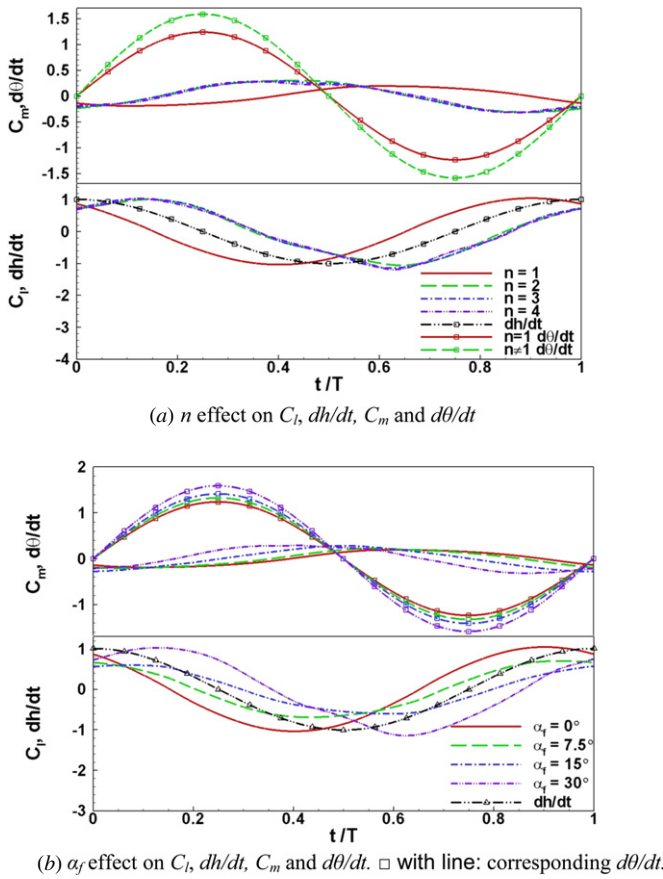 C_m, dθ/dt
1.5
1
0.5
0
-0.5
-1
-1.5
C_l, dh/dt
1
0
-1
-2
-3
-4
n = 1
n = 2
n = 3
n = 4
dh/dt
n=1 dθ/dt
n≠1 dθ/dt
0 0.2 0.4 0.6 0.8 1
t/T
(a) n effect on C_l, dh/dt, C_m and dθ/dt
C_m, dθ/dt
2
1
0
-1
C_l, dh/dt
1
0
-1
-2
-3
α_f = 0°
α_f = 7.5°
α_f = 15°
α_f = 30°
dh/dt
0 0.2 0.4 0.6 0.8 1
t/T
(b) α_f effect on C_l, dh/dt, C_m and dθ/dt. □ with line: corresponding dθ/dt.